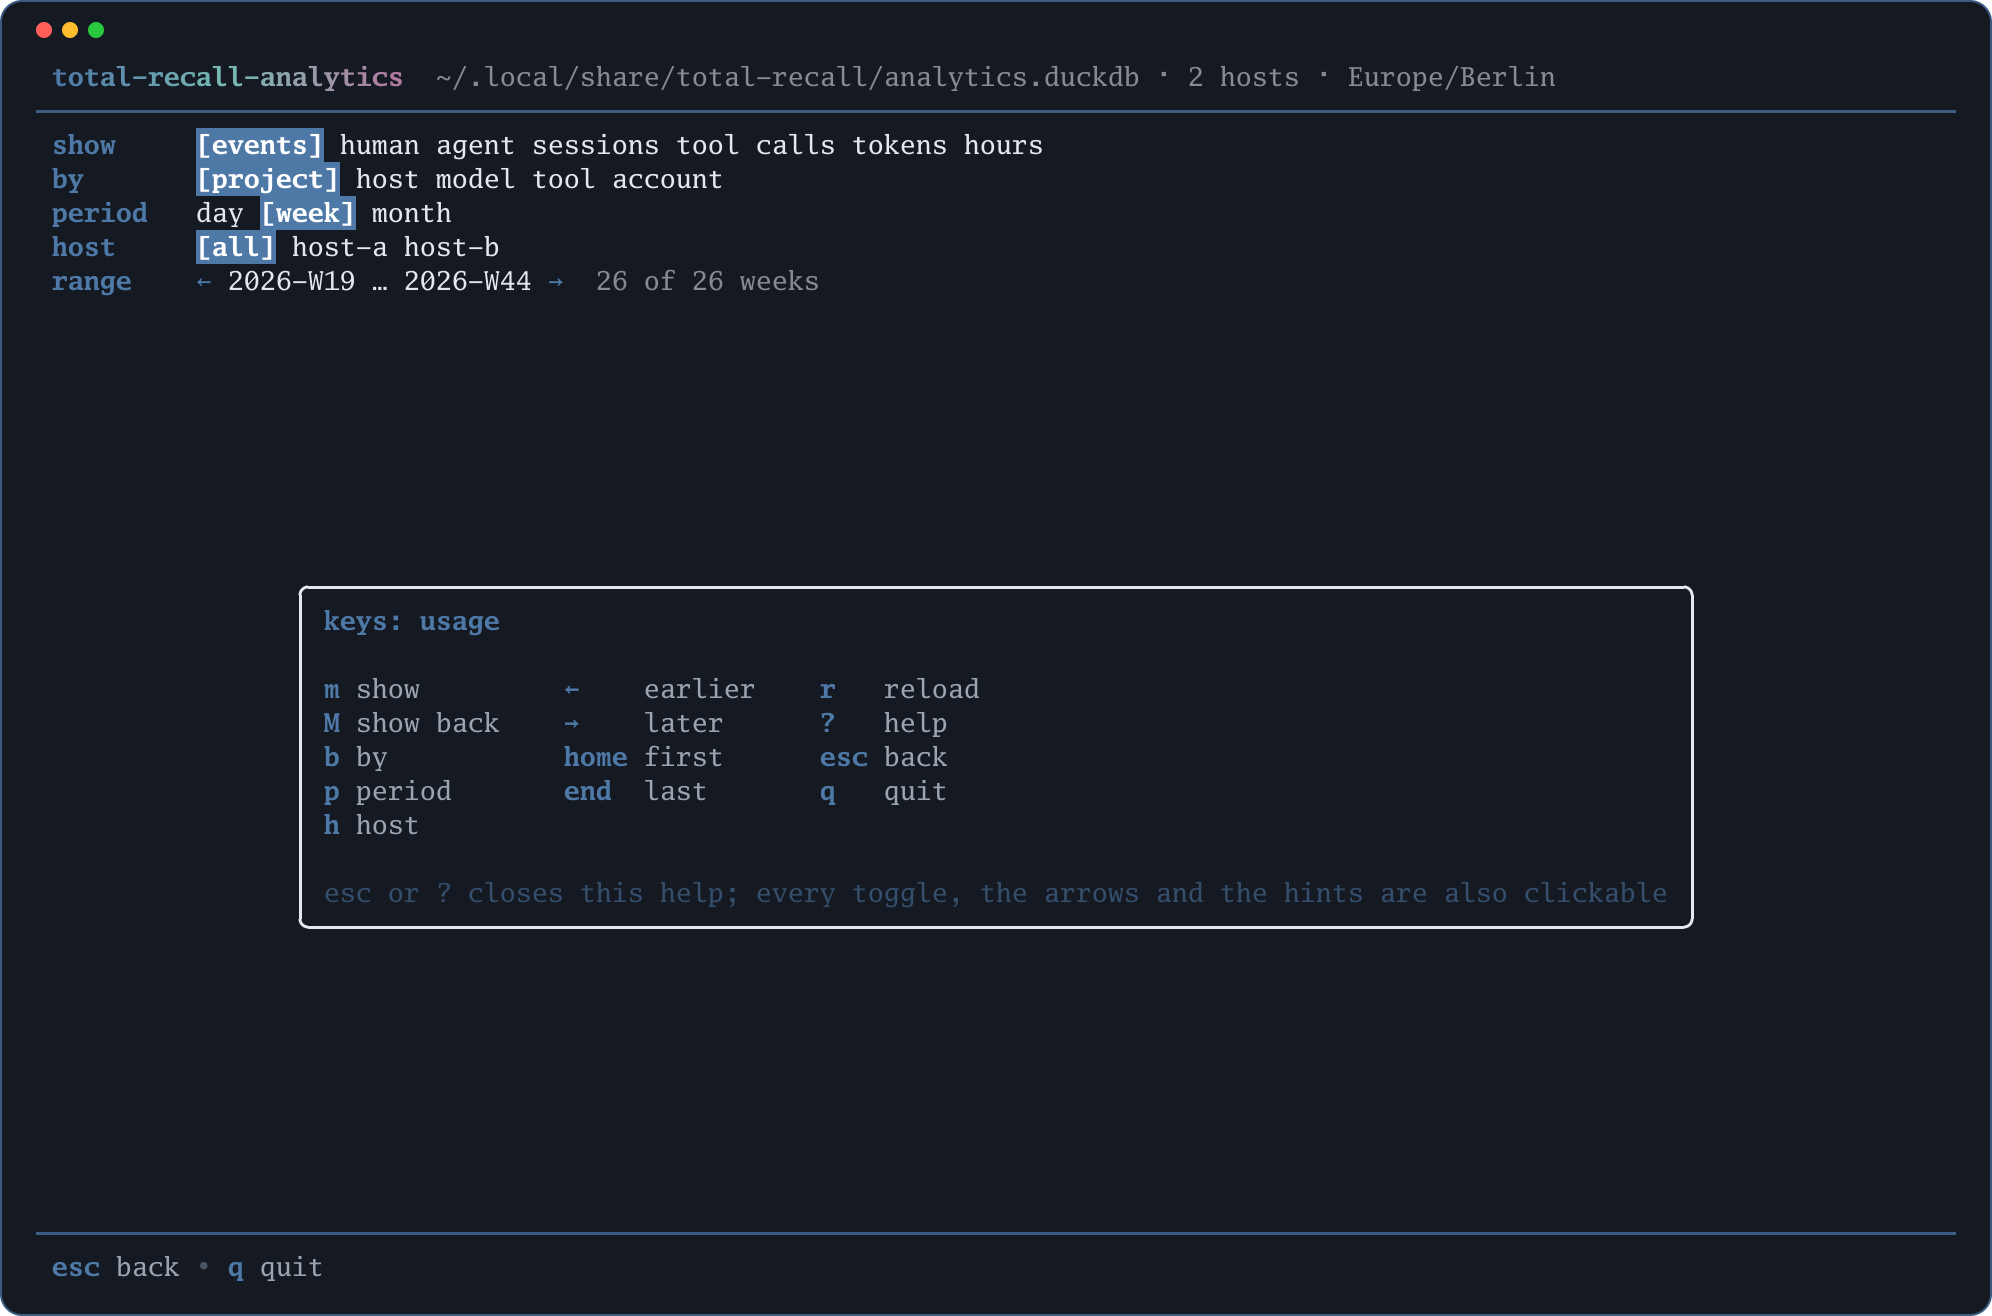 total-recall-analytics  ~/.local/share/total-recall/analytics.duckdb · 2 hosts · Europe/Berlin
show     [events] human agent sessions tool calls tokens hours
by       [project] host model tool account
period   day [week] month
host     [all] host-a host-b
range    ← 2026-W19 … 2026-W44 →  26 of 26 weeks
keys: usage
m show         ←    earlier    r   reload
M show back    →    later      ?   help
b by           home first      esc back
p period       end  last       q   quit
h host
esc or ? closes this help; every toggle, the arrows and the hints are also clickable
esc back • q quit